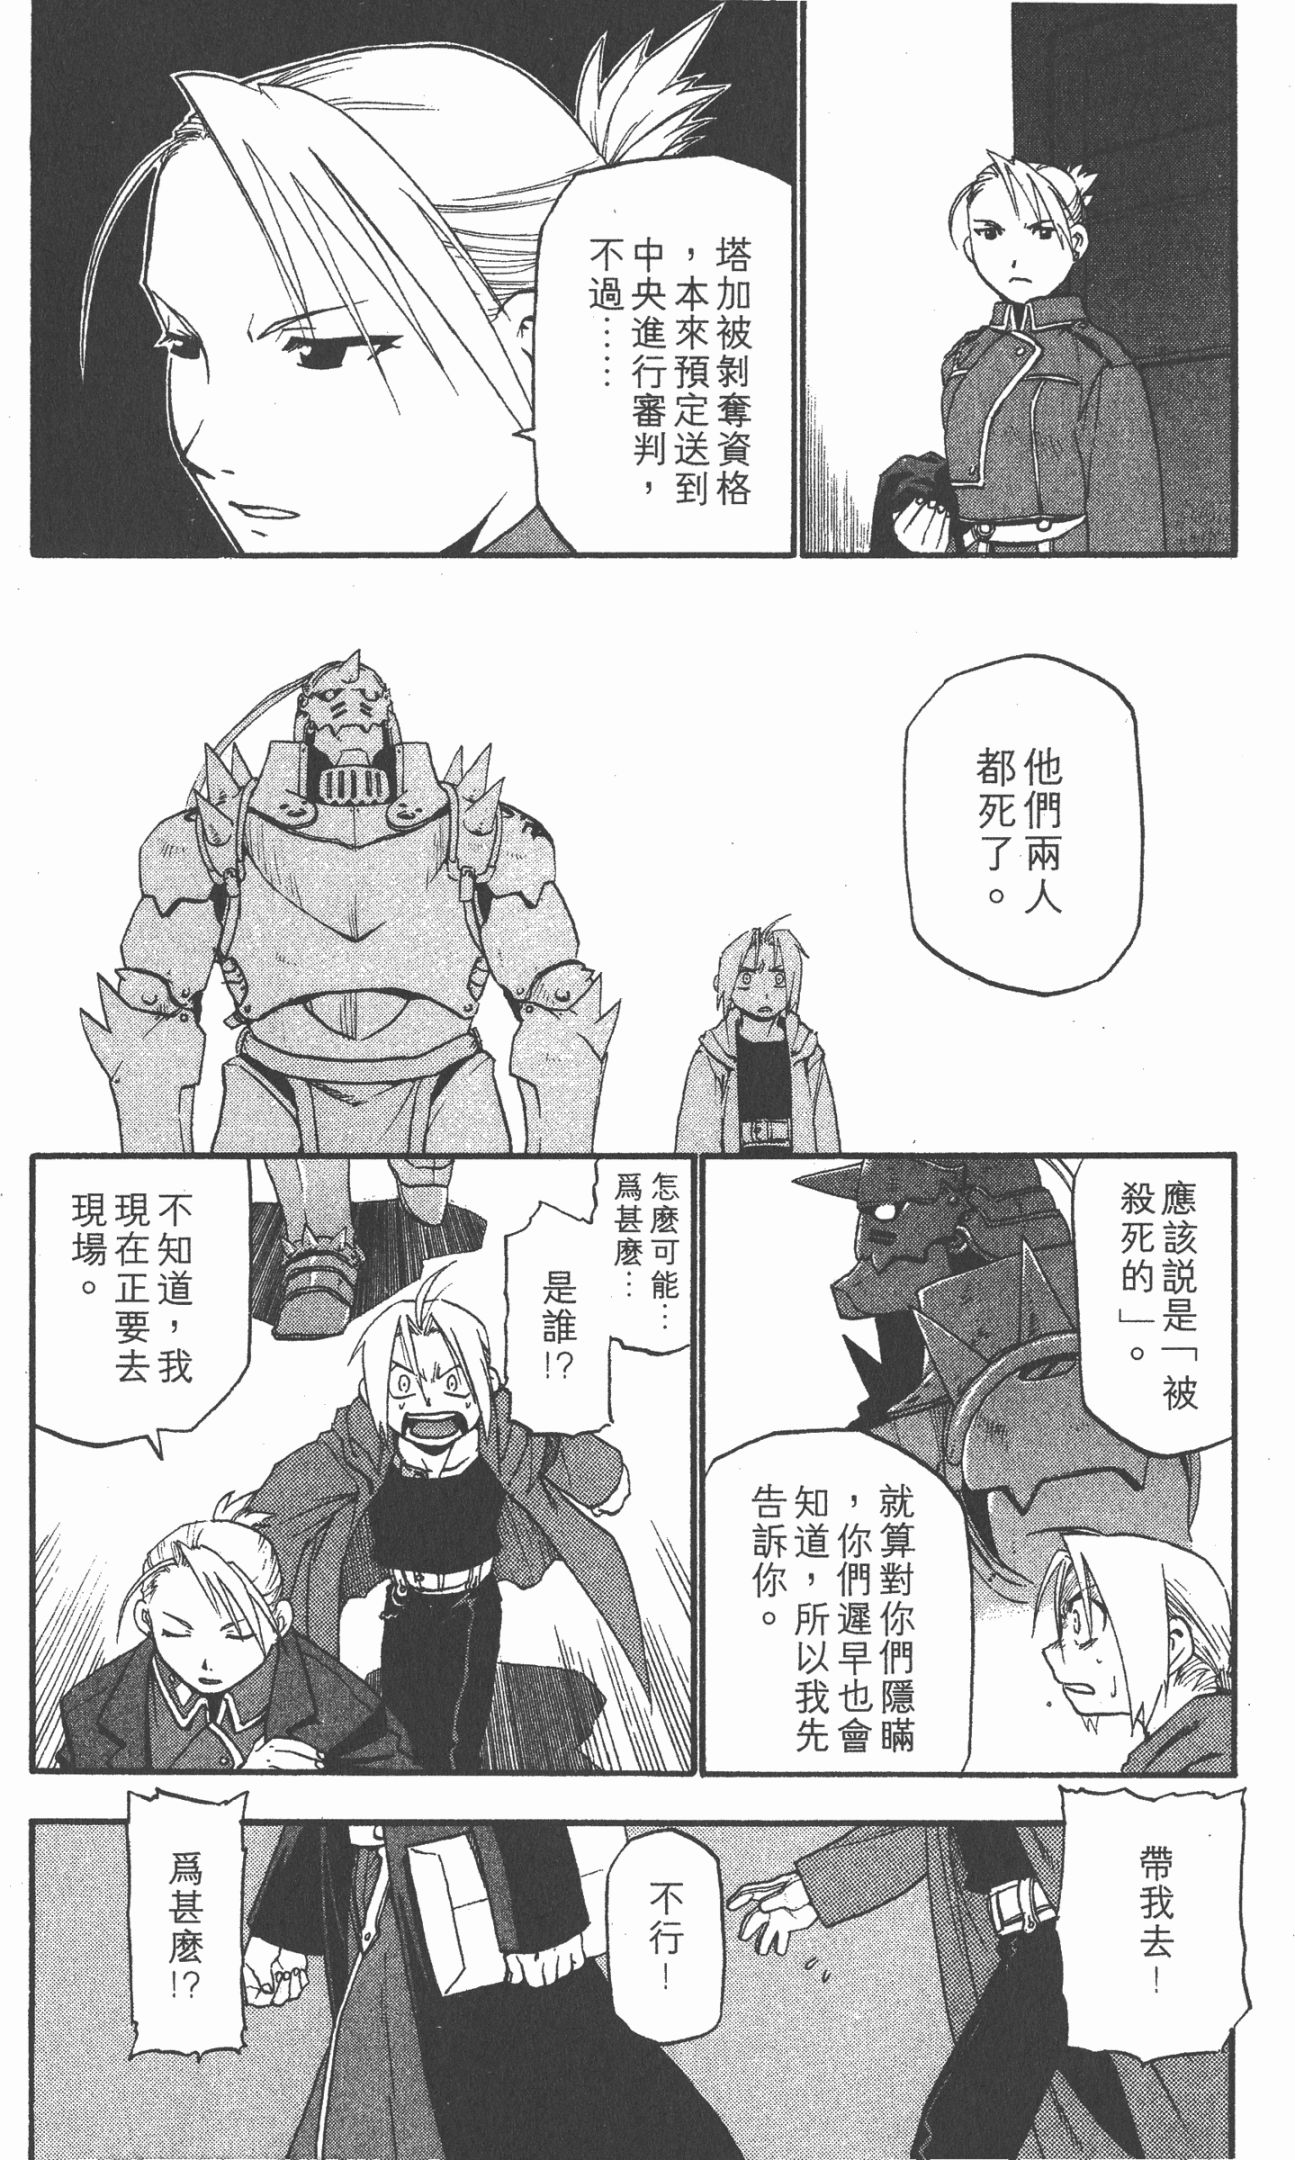 塔加被剝奪資格
，本來預定送到
中央進行審判，
不過……
他們兩人
都死了。
應該說是「被
殺死的」。
就算對你們隱瞞
，你們遲早也會
知道，所以我先
告訴你。
怎麼可能…
爲甚麼…
是誰!?
不知道，我
現在正要去
現場。
帶我去！
不行！
爲甚麼!?